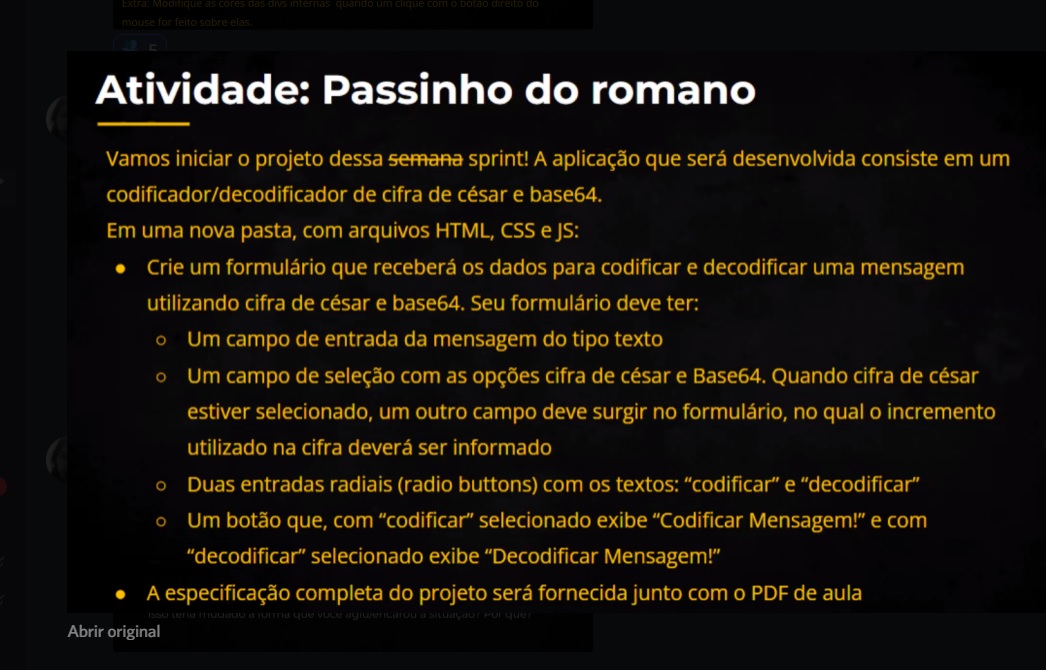 Extra: Modifique as cores das divs internas quando um clique com o botão direito do
mouse for feito sobre elas.
5
Atividade: Passinho do romano
Vamos iniciar o projeto dessa semana sprint! A aplicação que será desenvolvida consiste em um
codificador/decodificador de cifra de césar e base64.
Em uma nova pasta, com arquivos HTML, CSS e JS:
● Crie um formulário que receberá os dados para codificar e decodificar uma mensagem
utilizando cifra de césar e base64. Seu formulário deve ter:
○ Um campo de entrada da mensagem do tipo texto
○ Um campo de seleção com as opções cifra de césar e Base64. Quando cifra de césar
estiver selecionado, um outro campo deve surgir no formulário, no qual o incremento
utilizado na cifra deverá ser informado
○ Duas entradas radiais (radio buttons) com os textos: “codificar” e “decodificar”
○ Um botão que, com “codificar” selecionado exibe “Codificar Mensagem!” e com
“decodificar” selecionado exibe “Decodificar Mensagem!”
● A especificação completa do projeto será fornecida junto com o PDF de aula
a forma que você a situação? Por quê?
Abrir original